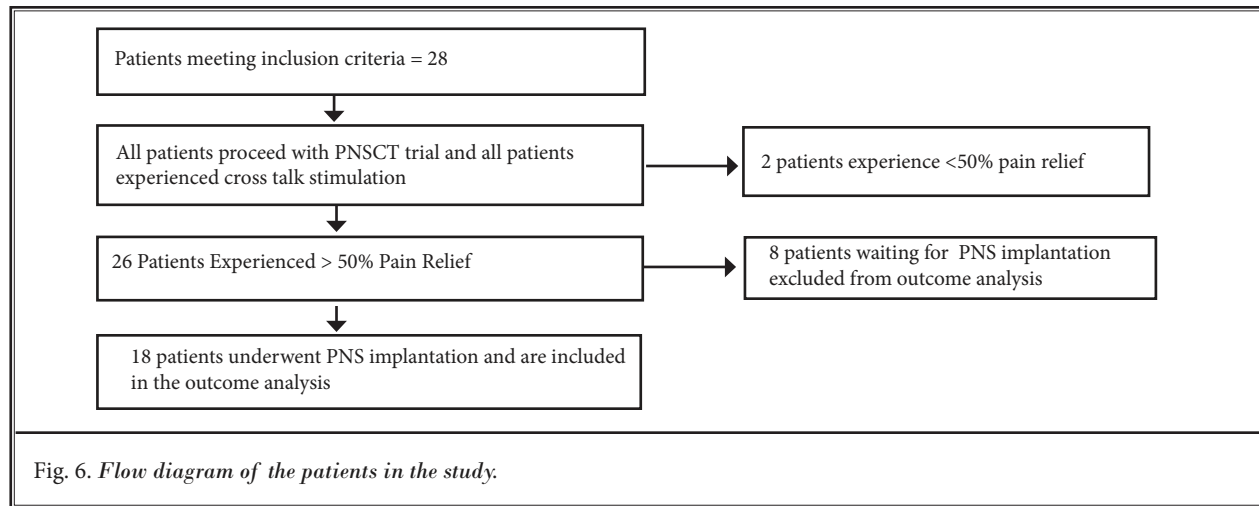 Patients meeting inclusion criteria = 28
All patients proceed with PNSCT trial and all patients
experienced cross talk stimulation
2 patients experience <50% pain relief
26 Patients Experienced > 50% Pain Relief
8 patients waiting for PNS implantation
excluded from outcome analysis
18 patients underwent PNS implantation and are included
in the outcome analysis
Fig. 6. Flow diagram of the patients in the study.